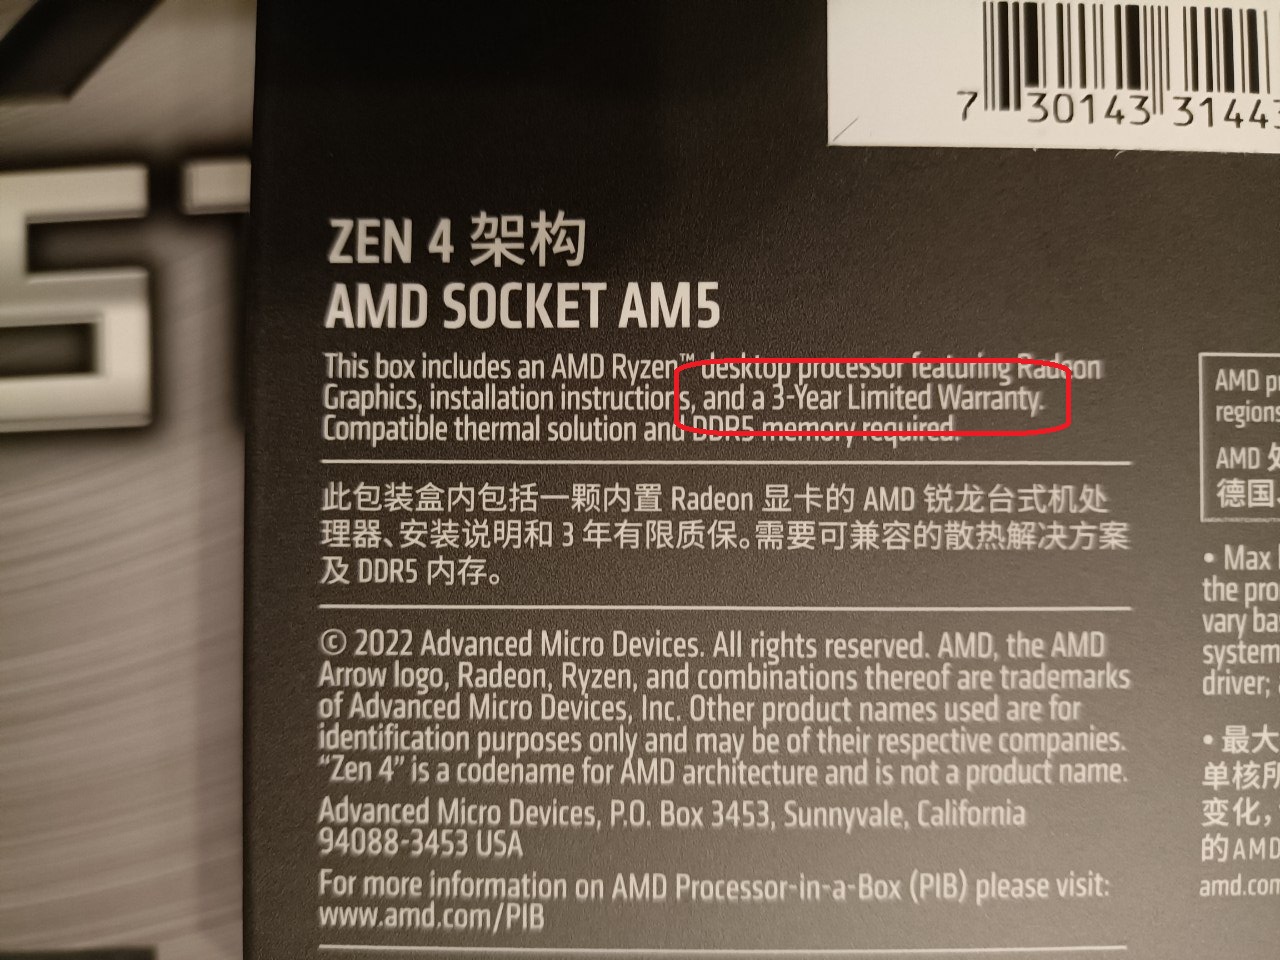 7 30143 31443
ZEN 4 架构
AMD SOCKET AM5
This box includes an AMD Ryzen™ desktop processor featuring Radeon
Graphics, installation instructions, and a 3-Year Limited Warranty.
Compatible thermal solution and DDR5 memory required.
此包装盒内包括一颗内置 Radeon 显卡的 AMD 锐龙台式机处
理器、安装说明和 3 年有限质保。需要可兼容的散热解决方案
及 DDR5 内存。
© 2022 Advanced Micro Devices. All rights reserved. AMD, the AMD
Arrow logo, Radeon, Ryzen, and combinations thereof are trademarks
of Advanced Micro Devices, Inc. Other product names used are for
identification purposes only and may be of their respective companies.
“Zen 4” is a codename for AMD architecture and is not a product name.
Advanced Micro Devices, P.O. Box 3453, Sunnyvale, California
94088-3453 USA
For more information on AMD Processor-in-a-Box (PIB) please visit:
www.amd.com/PIB
AMD
regions
AMD
德国
• Max
the
vary
system
driver;
• 最大
单核
变化，
的AMD
amd.com